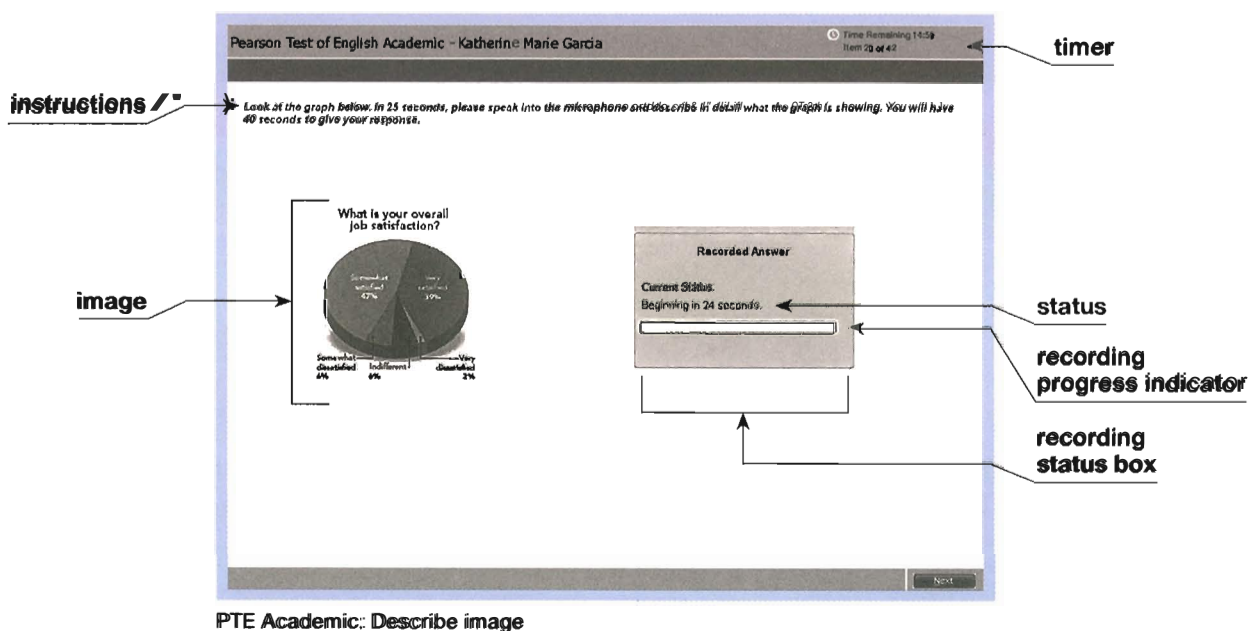 Pearson Test of English Academic - Katherine Marie Garcia
Time Remaining 14:59
Item 20 of 42
timer
instructions
Look at the graph below. In 25 seconds, please speak into the microphone and describe in detail what the graph is showing. You will have
40 seconds to give your response.
What is your overall
job satisfaction?
Somewhat
satisfied
47%
Very
satisfied
39%
Somewhat
dissatisfied
6%
Indifferent
6%
Very
dissatisfied
2%
image
Recorded Answer
Current Status:
Beginning in 24 seconds.
status
recording
progress indicator
recording
status box
Next
PTE Academic: Describe image